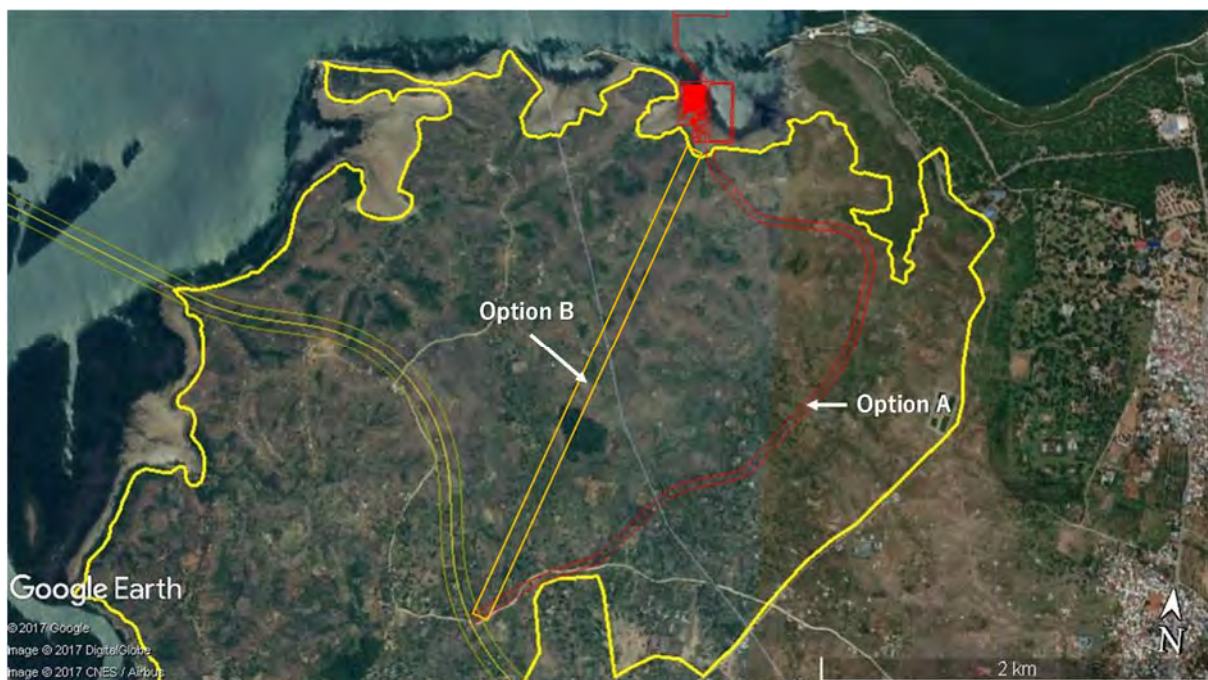 Option B
Option A
Google Earth
© 2017 Google
Image © 2017 DigitalGlobe
Image © 2017 CNES / Airbus
2 km
N